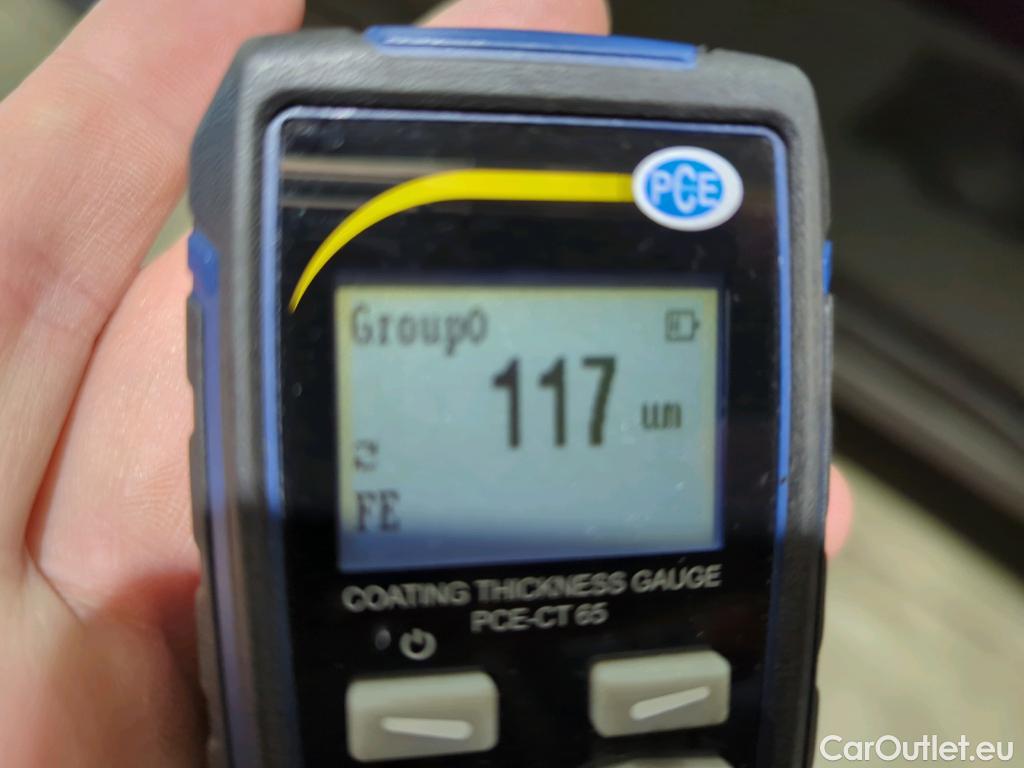 PCE
Group0
117 um
FE
COATING THICKNESS GAUGE
PCE-CT 65
CarOutlet.eu